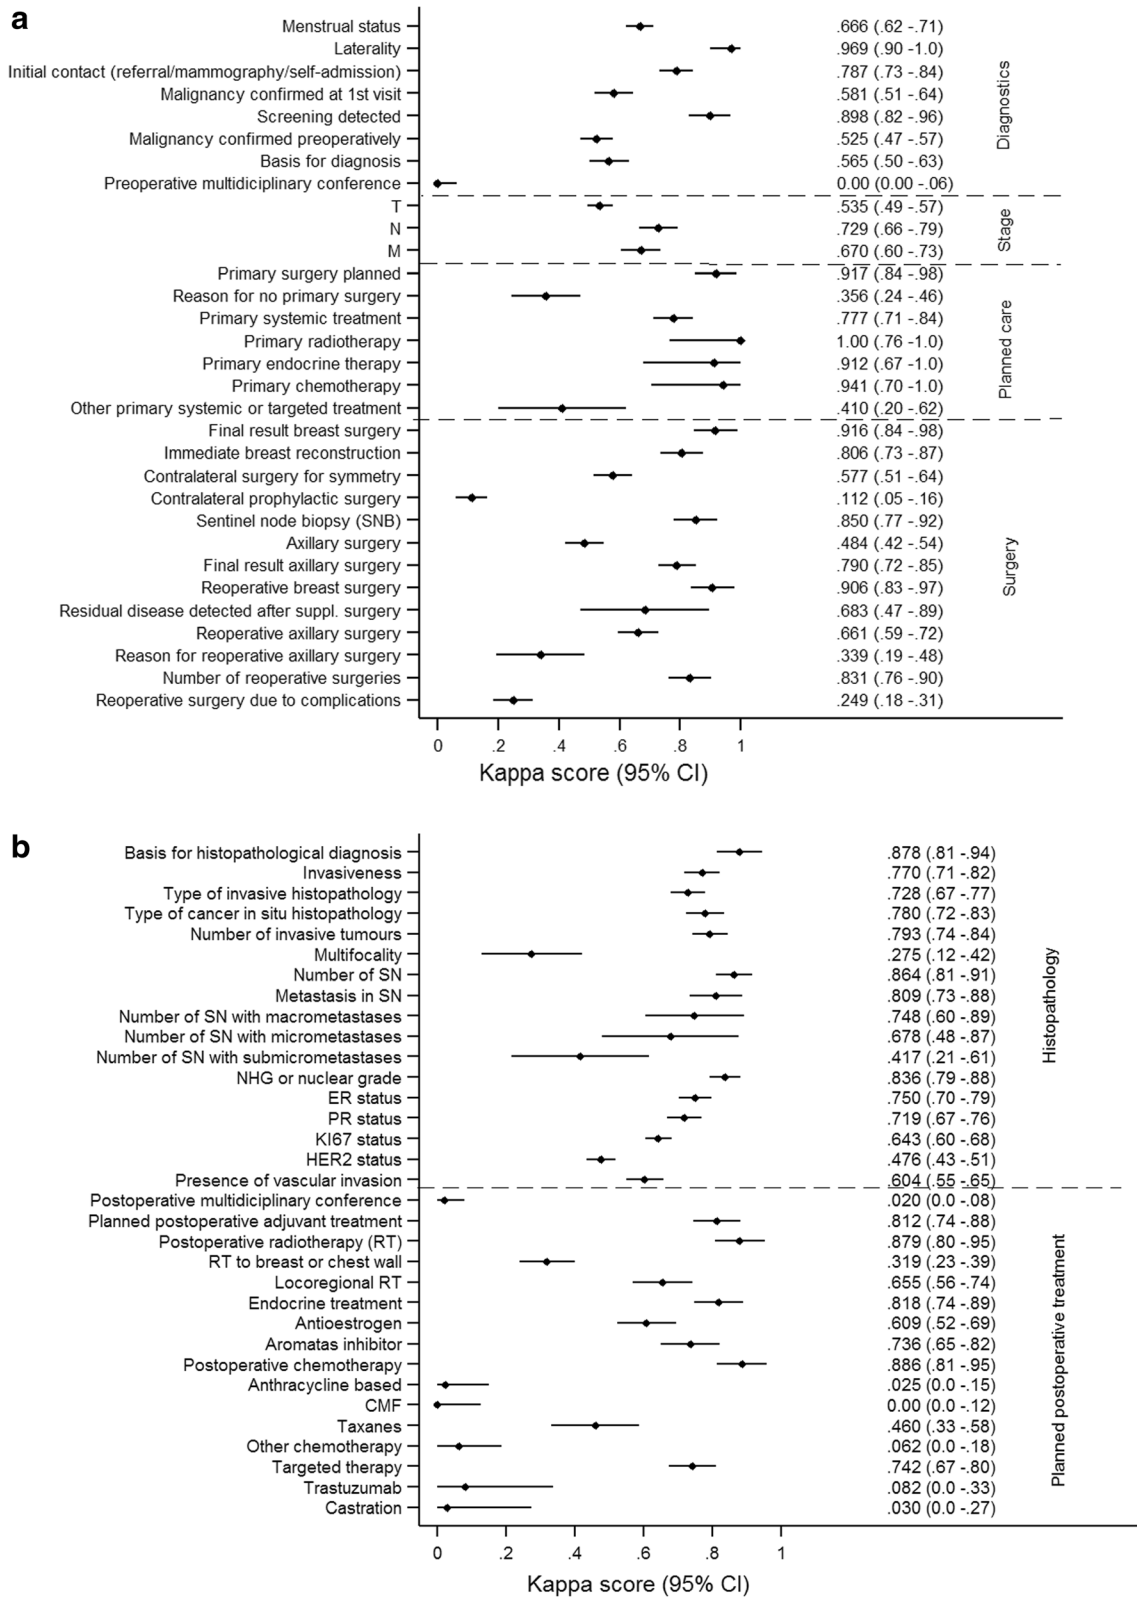 a
Menstrual status .666 (.62 -.71)
Laterality .969 (.90 -1.0)
Initial contact (referral/mammography/self-admission) .787 (.73 -.84)
Malignancy confirmed at 1st visit .581 (.51 -.64)
Screening detected .898 (.82 -.96)
Malignancy confirmed preoperatively .525 (.47 -.57)
Basis for diagnosis .565 (.50 -.63)
Preoperative multidiciplinary conference 0.00 (0.00 -.06)
Diagnostics
T .535 (.49 -.57)
N .729 (.66 -.79)
M .670 (.60 -.73)
Stage
Primary surgery planned .917 (.84 -.98)
Reason for no primary surgery .356 (.24 -.46)
Primary systemic treatment .777 (.71 -.84)
Primary radiotherapy 1.00 (.76 -1.0)
Primary endocrine therapy .912 (.67 -1.0)
Primary chemotherapy .941 (.70 -1.0)
Other primary systemic or targeted treatment .410 (.20 -.62)
Planned care
Final result breast surgery .916 (.84 -.98)
Immediate breast reconstruction .806 (.73 -.87)
Contralateral surgery for symmetry .577 (.51 -.64)
Contralateral prophylactic surgery .112 (.05 -.16)
Sentinel node biopsy (SNB) .850 (.77 -.92)
Axillary surgery .484 (.42 -.54)
Final result axillary surgery .790 (.72 -.85)
Reoperative breast surgery .906 (.83 -.97)
Residual disease detected after suppl. surgery .683 (.47 -.89)
Reoperative axillary surgery .661 (.59 -.72)
Reason for reoperative axillary surgery .339 (.19 -.48)
Number of reoperative surgeries .831 (.76 -.90)
Reoperative surgery due to complications .249 (.18 -.31)
Surgery
0 .2 .4 .6 .8 1
Kappa score (95% CI)
b
Basis for histopathological diagnosis .878 (.81 -.94)
Invasiveness .770 (.71 -.82)
Type of invasive histopathology .728 (.67 -.77)
Type of cancer in situ histopathology .780 (.72 -.83)
Number of invasive tumours .793 (.74 -.84)
Multifocality .275 (.12 -.42)
Number of SN .864 (.81 -.91)
Metastasis in SN .809 (.73 -.88)
Number of SN with macrometastases .748 (.60 -.89)
Number of SN with micrometastases .678 (.48 -.87)
Number of SN with submicrometastases .417 (.21 -.61)
NHG or nuclear grade .836 (.79 -.88)
ER status .750 (.70 -.79)
PR status .719 (.67 -.76)
KI67 status .643 (.60 -.68)
HER2 status .476 (.43 -.51)
Presence of vascular invasion .604 (.55 -.65)
Histopathology
Postoperative multidiciplinary conference .020 (0.0 -.08)
Planned postoperative adjuvant treatment .812 (.74 -.88)
Postoperative radiotherapy (RT) .879 (.80 -.95)
RT to breast or chest wall .319 (.23 -.39)
Locoregional RT .655 (.56 -.74)
Endocrine treatment .818 (.74 -.89)
Antioestrogen .609 (.52 -.69)
Aromatas inhibitor .736 (.65 -.82)
Postoperative chemotherapy .886 (.81 -.95)
Anthracycline based .025 (0.0 -.15)
CMF 0.00 (0.0 -.12)
Taxanes .460 (.33 -.58)
Other chemotherapy .062 (0.0 -.18)
Targeted therapy .742 (.67 -.80)
Trastuzumab .082 (0.0 -.33)
Castration .030 (0.0 -.27)
Planned postoperative treatment
0 .2 .4 .6 .8 1
Kappa score (95% CI)